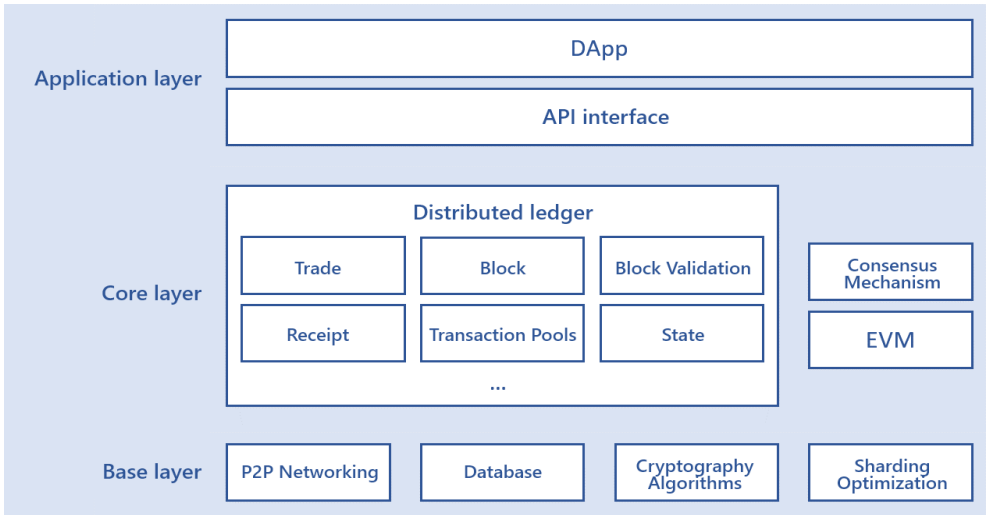 Application layer
DApp
API interface
Core layer
Distributed ledger
Trade
Block
Block Validation
Receipt
Transaction Pools
State
...
Consensus
Mechanism
EVM
Base layer
P2P Networking
Database
Cryptography
Algorithms
Sharding
Optimization